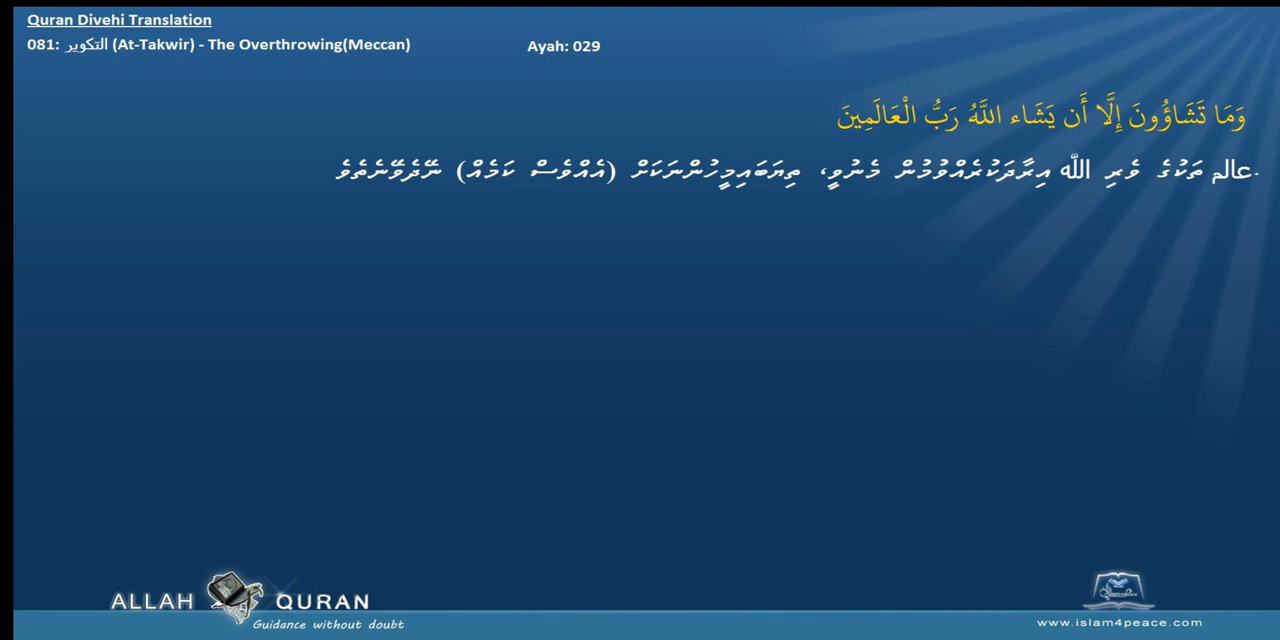 Quran Divehi Translation
081: التكوير (At-Takwir) - The Overthrowing(Meccan) Ayah: 029
وَمَا تَشَاؤُونَ إِلَّا أَن يَشَاء اللَّهُ رَبُّ الْعَالَمِينَ
عالم ތަކުގެ ވެރި اللَّه އިރާދަކުރެއްވުމުން މެނުވީ، ތިޔަބައިމީހުންނަކަށް (އެއްވެސް ކަމެއް) ނޭދެވޭނެތެވެ.
ALLAH QURAN
Guidance without doubt
www.islam4peace.com